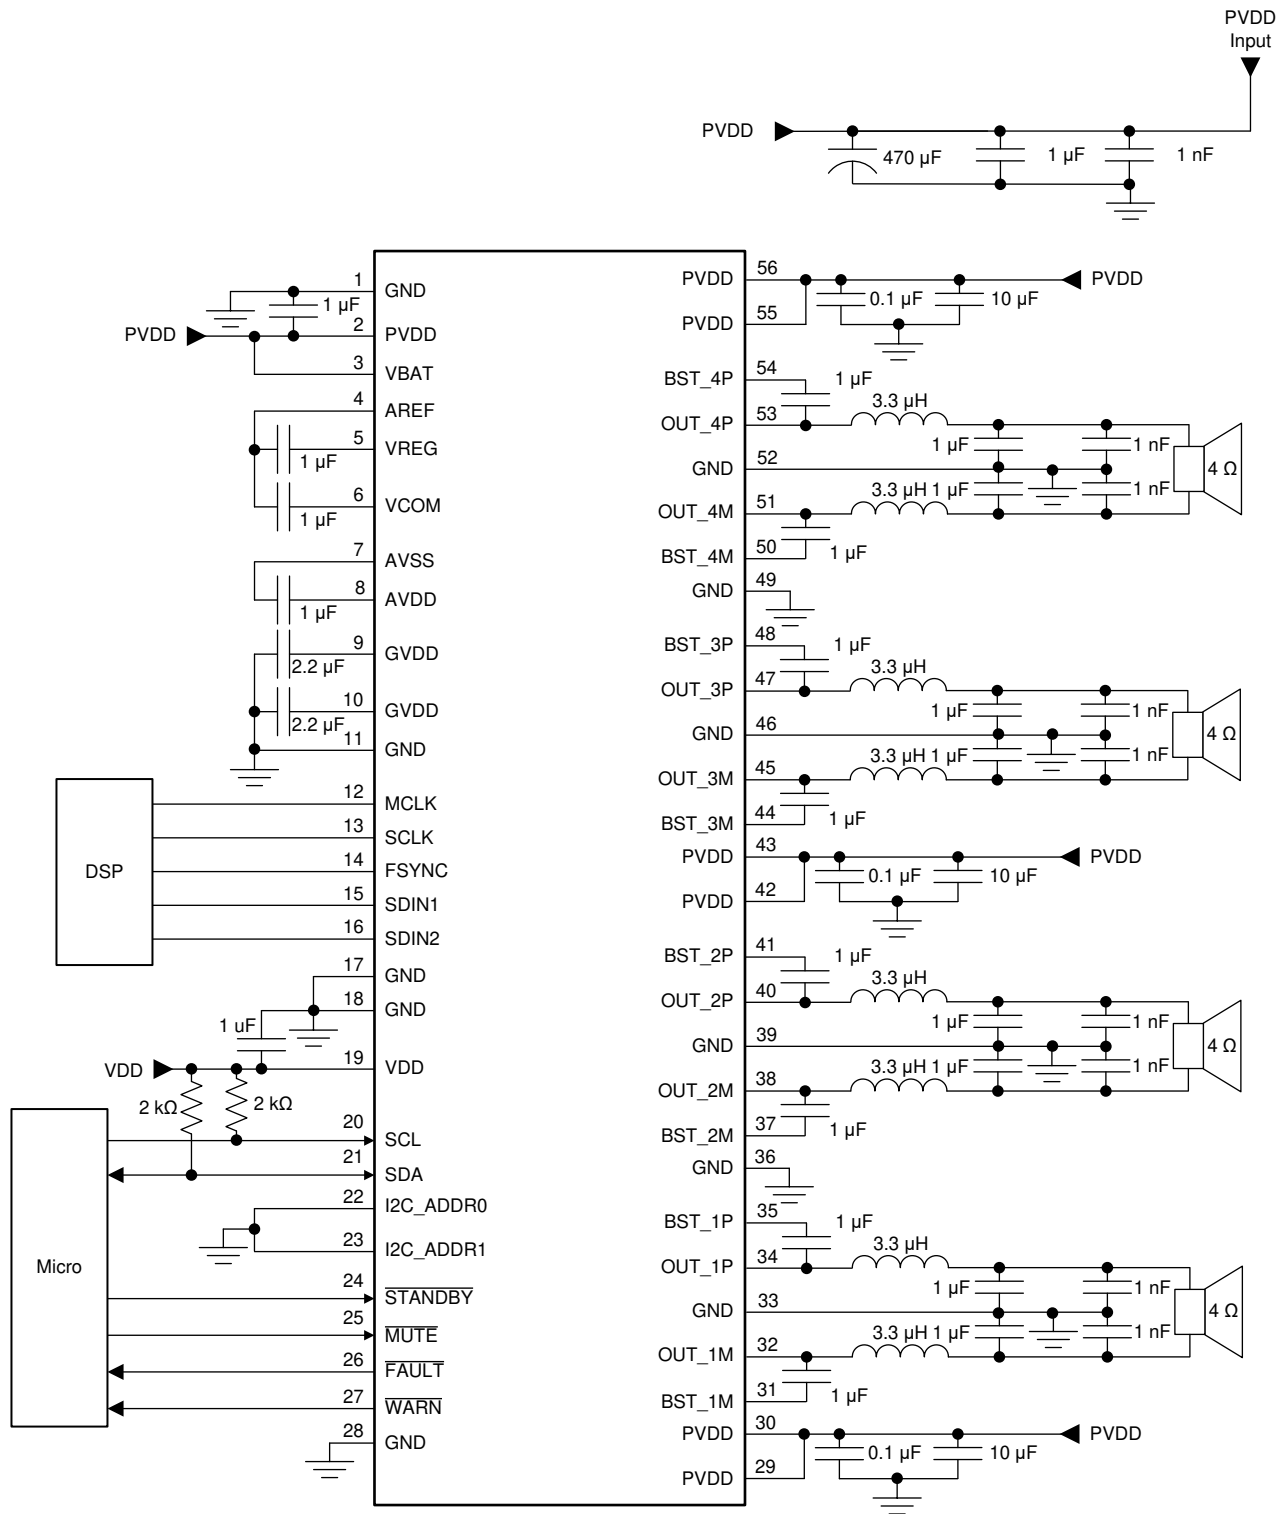 PVDD
Input
PVDD
470 µF
1 µF
1 nF
1
GND
1 µF
PVDD
2
PVDD
3
VBAT
4
AREF
5
VREG
1 µF
6
VCOM
1 µF
7
AVSS
8
AVDD
1 µF
9
GVDD
2.2 µF
10
GVDD
2.2 µF
11
GND
DSP
12
MCLK
13
SCLK
14
FSYNC
15
SDIN1
16
SDIN2
17
GND
18
GND
1 uF
VDD
19
VDD
2 kΩ
2 kΩ
Micro
20
SCL
21
SDA
22
I2C_ADDR0
23
I2C_ADDR1
24
STANDBY
25
MUTE
26
FAULT
27
WARN
28
GND
PVDD
56
PVDD
0.1 µF
10 µF
PVDD
55
BST_4P
54
1 µF
3.3 µH
OUT_4P
53
1 µF
1 nF
GND
52
4 Ω
3.3 µH
1 µF
1 nF
OUT_4M
51
BST_4M
50
1 µF
GND
49
BST_3P
48
1 µF
3.3 µH
OUT_3P
47
1 µF
1 nF
GND
46
4 Ω
3.3 µH
1 µF
1 nF
OUT_3M
45
BST_3M
44
1 µF
PVDD
43
PVDD
0.1 µF
10 µF
PVDD
42
BST_2P
41
1 µF
3.3 µH
OUT_2P
40
1 µF
1 nF
GND
39
4 Ω
3.3 µH
1 µF
1 nF
OUT_2M
38
BST_2M
37
1 µF
GND
36
BST_1P
35
1 µF
3.3 µH
OUT_1P
34
1 µF
1 nF
GND
33
4 Ω
3.3 µH
1 µF
1 nF
OUT_1M
32
BST_1M
31
1 µF
PVDD
30
PVDD
0.1 µF
10 µF
PVDD
29